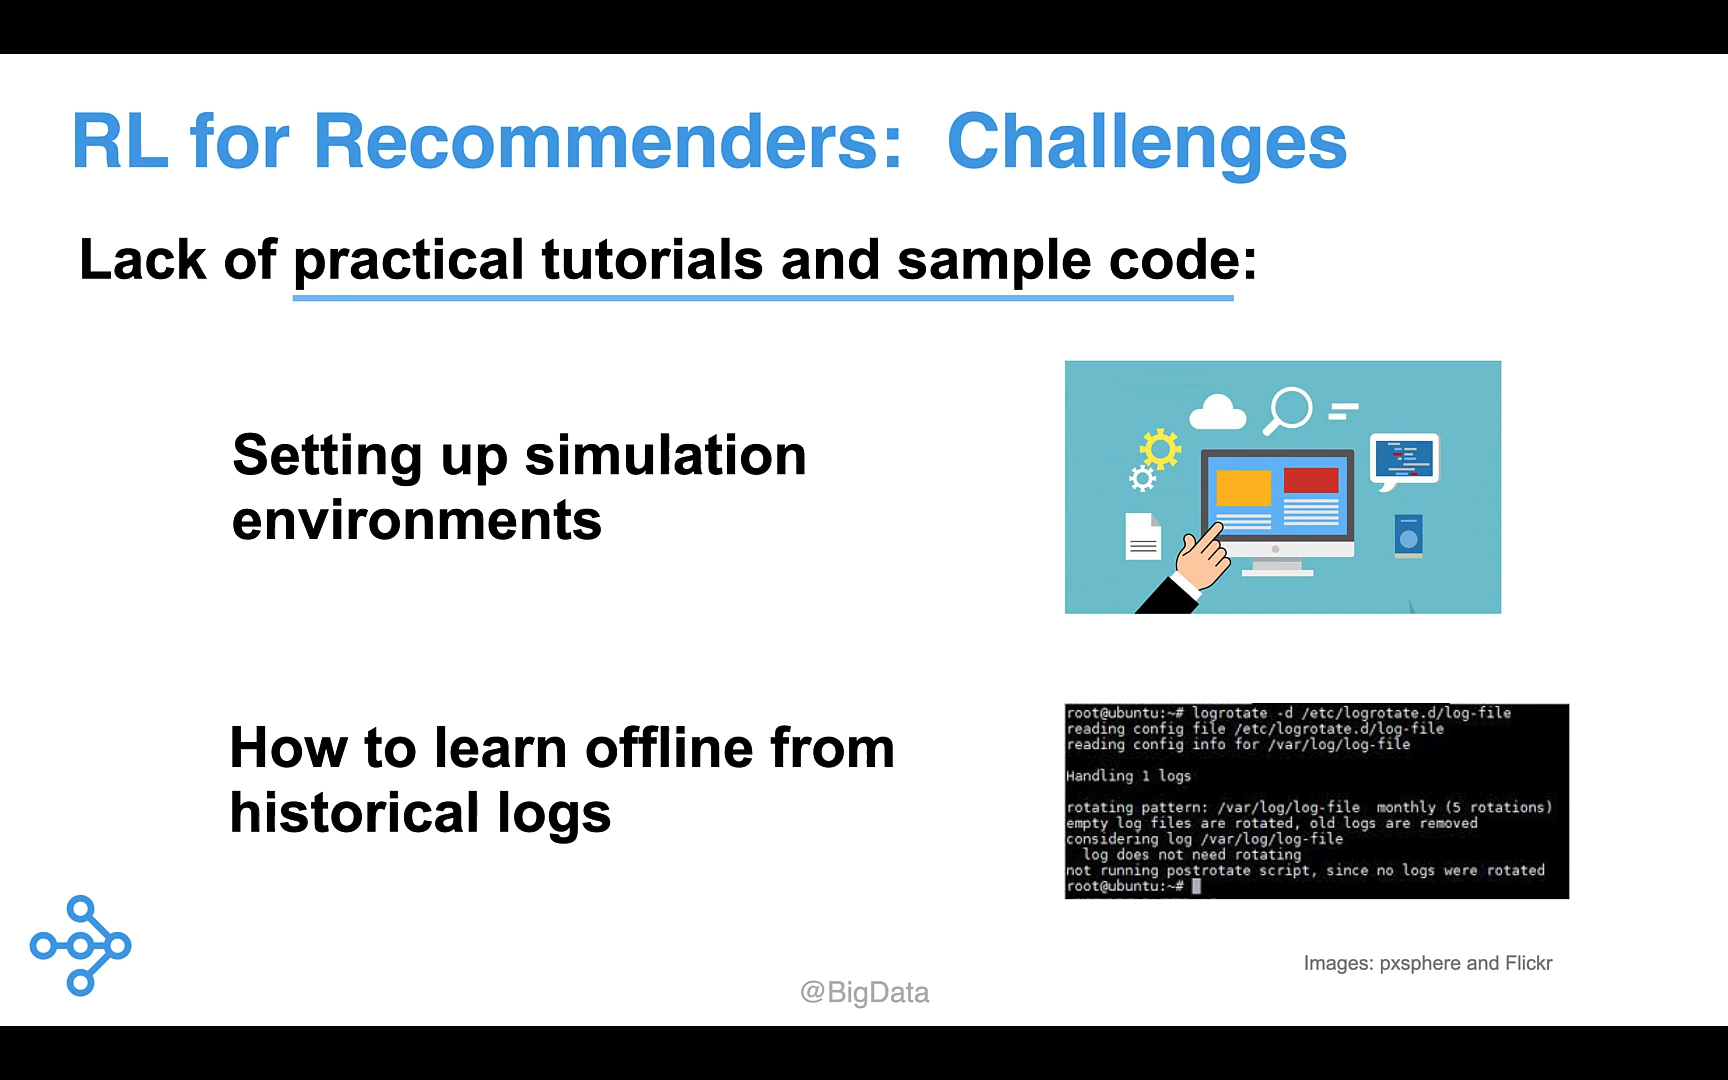 RL for Recommenders:  Challenges
Lack of practical tutorials and sample code:
Setting up simulation
environments
How to learn offline from
historical logs
root@ubuntu:~# logrotate -d /etc/logrotate.d/log-file
reading config file /etc/logrotate.d/log-file
reading config info for /var/log/log-file
Handling 1 logs
rotating pattern: /var/log/log-file  monthly (5 rotations)
empty log files are rotated, old logs are removed
considering log /var/log/log-file
  log does not need rotating
not running postrotate script, since no logs were rotated
root@ubuntu:~#
Images: pxsphere and Flickr
@BigData